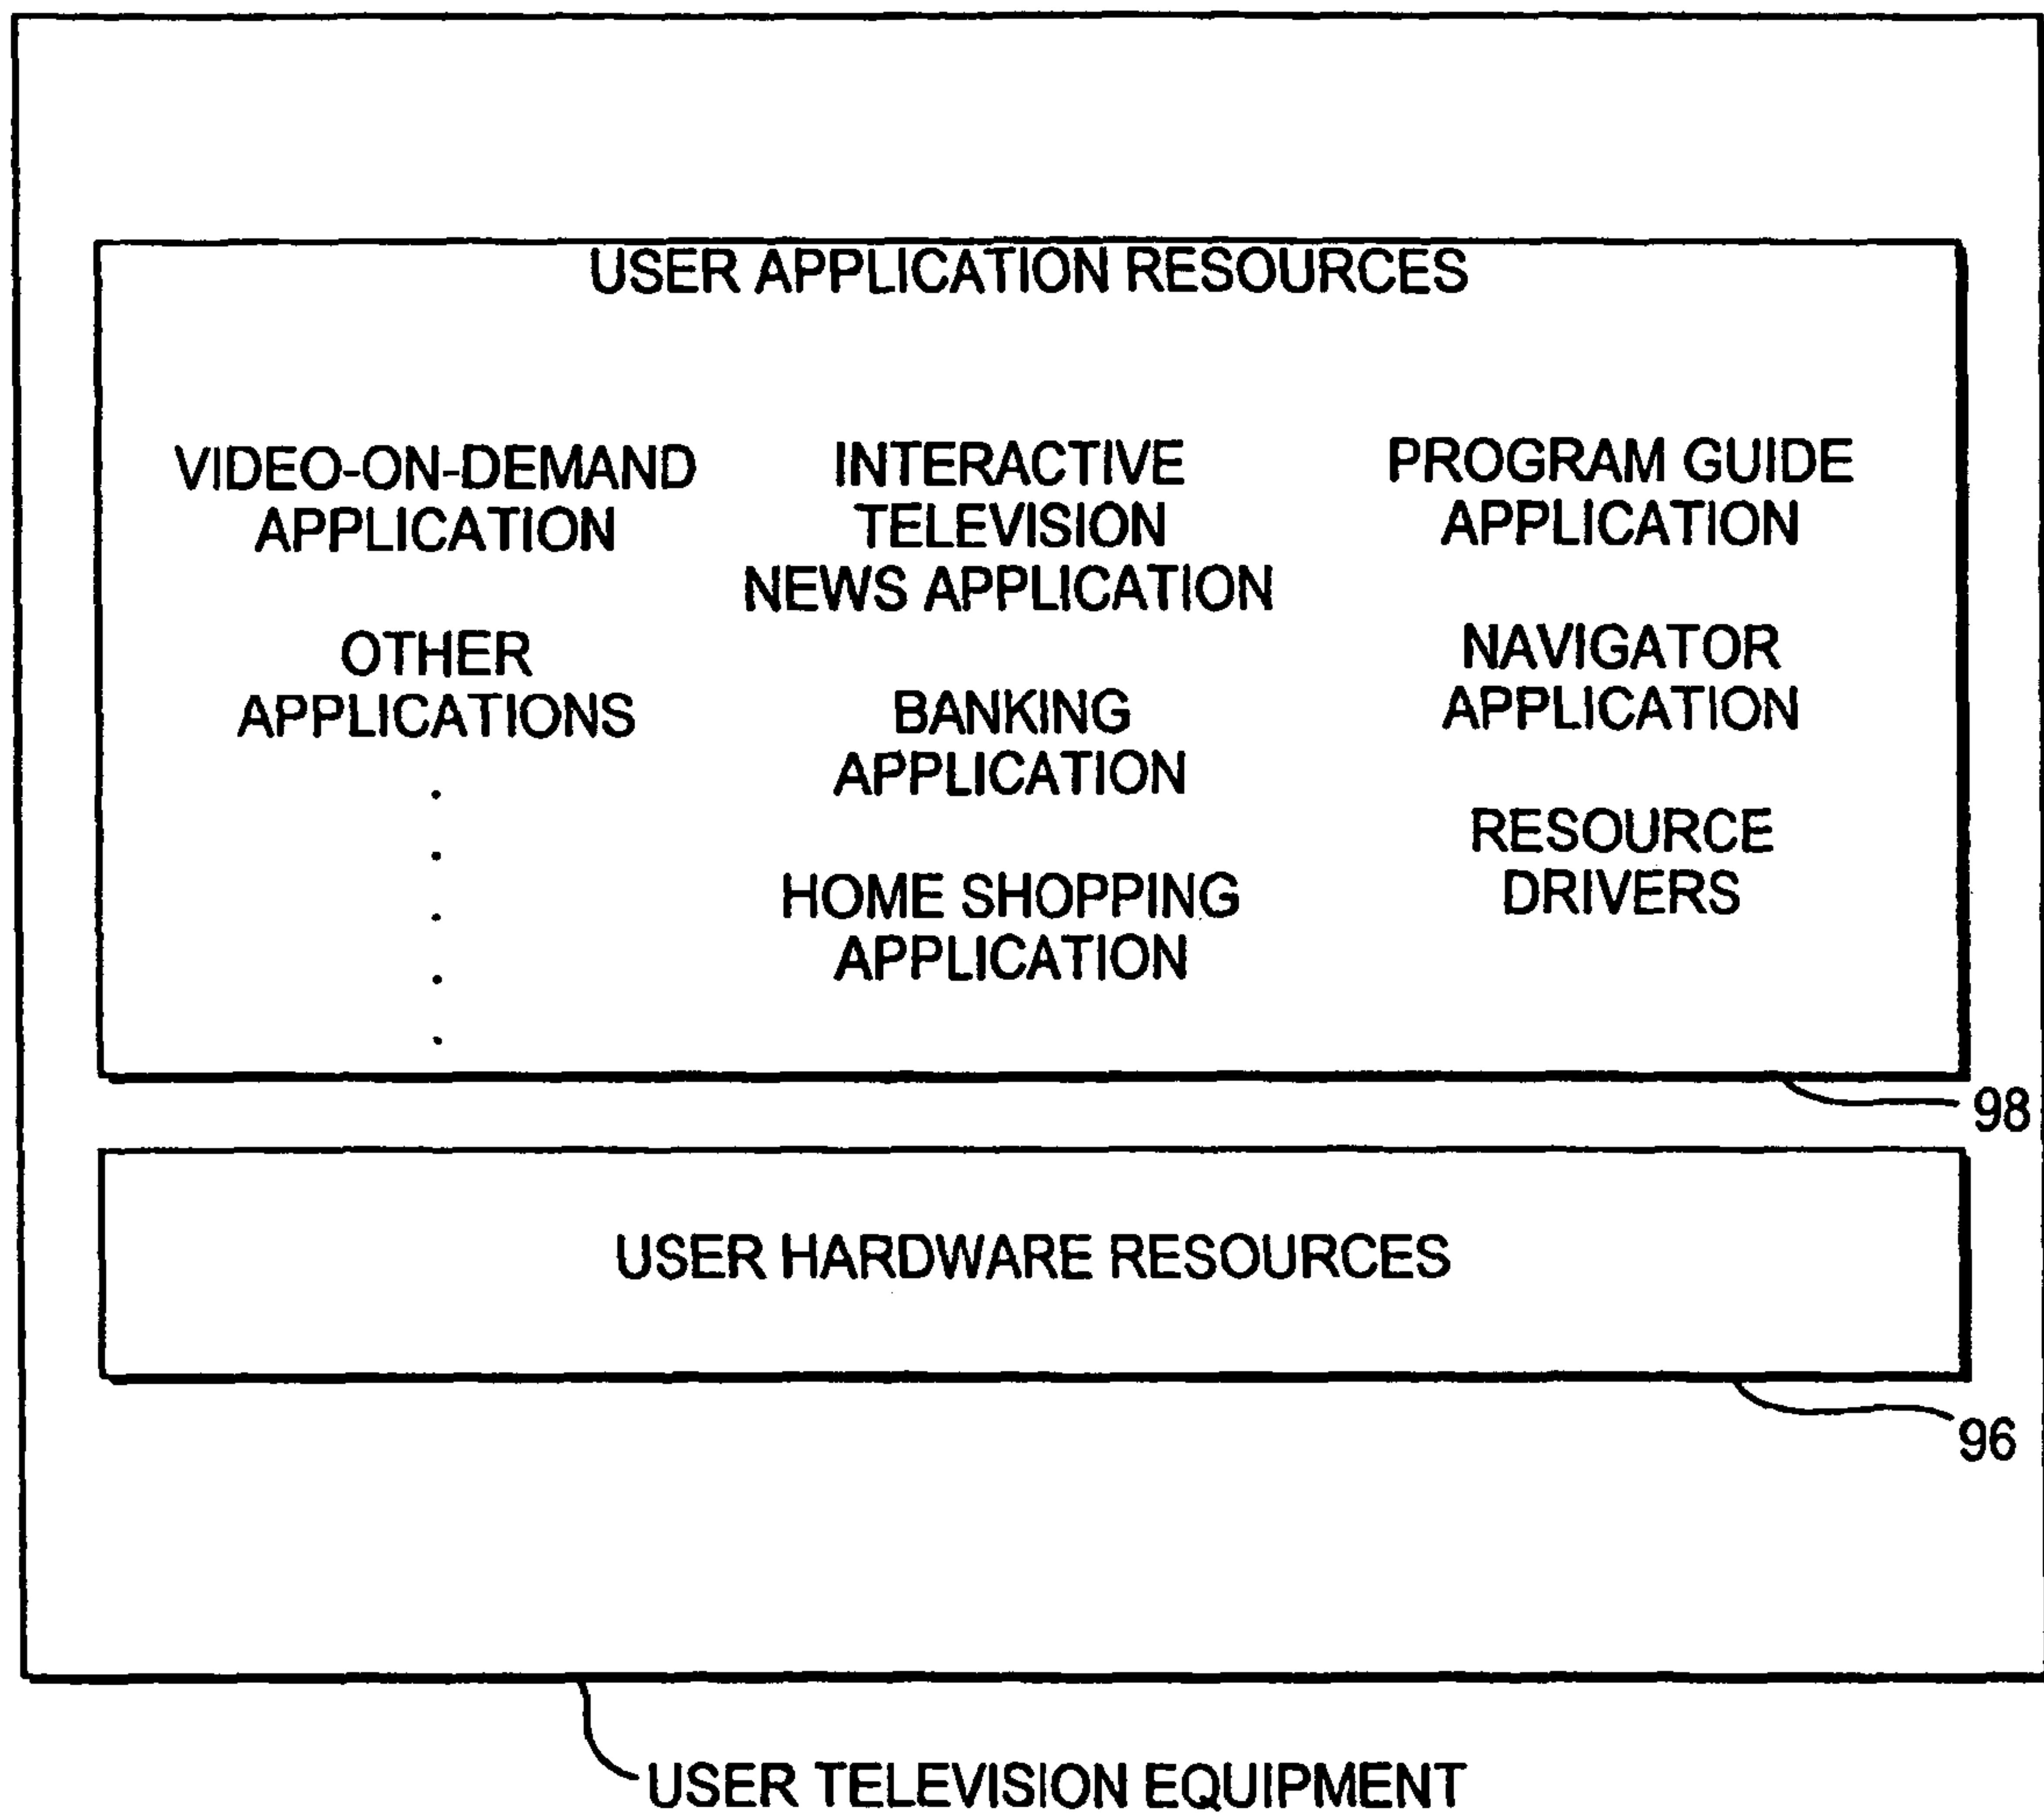 USER APPLICATION RESOURCES
VIDEO-ON-DEMAND
APPLICATION
OTHER
APPLICATIONS
.
.
.
.
.
INTERACTIVE
TELEVISION
NEWS APPLICATION
BANKING
APPLICATION
HOME SHOPPING
APPLICATION
PROGRAM GUIDE
APPLICATION
NAVIGATOR
APPLICATION
RESOURCE
DRIVERS
98
USER HARDWARE RESOURCES
96
USER TELEVISION EQUIPMENT